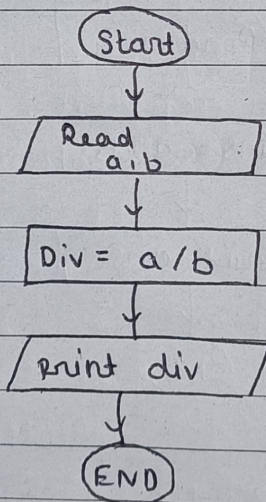 Start
Read
a,b
Div = a/b
Print div
END